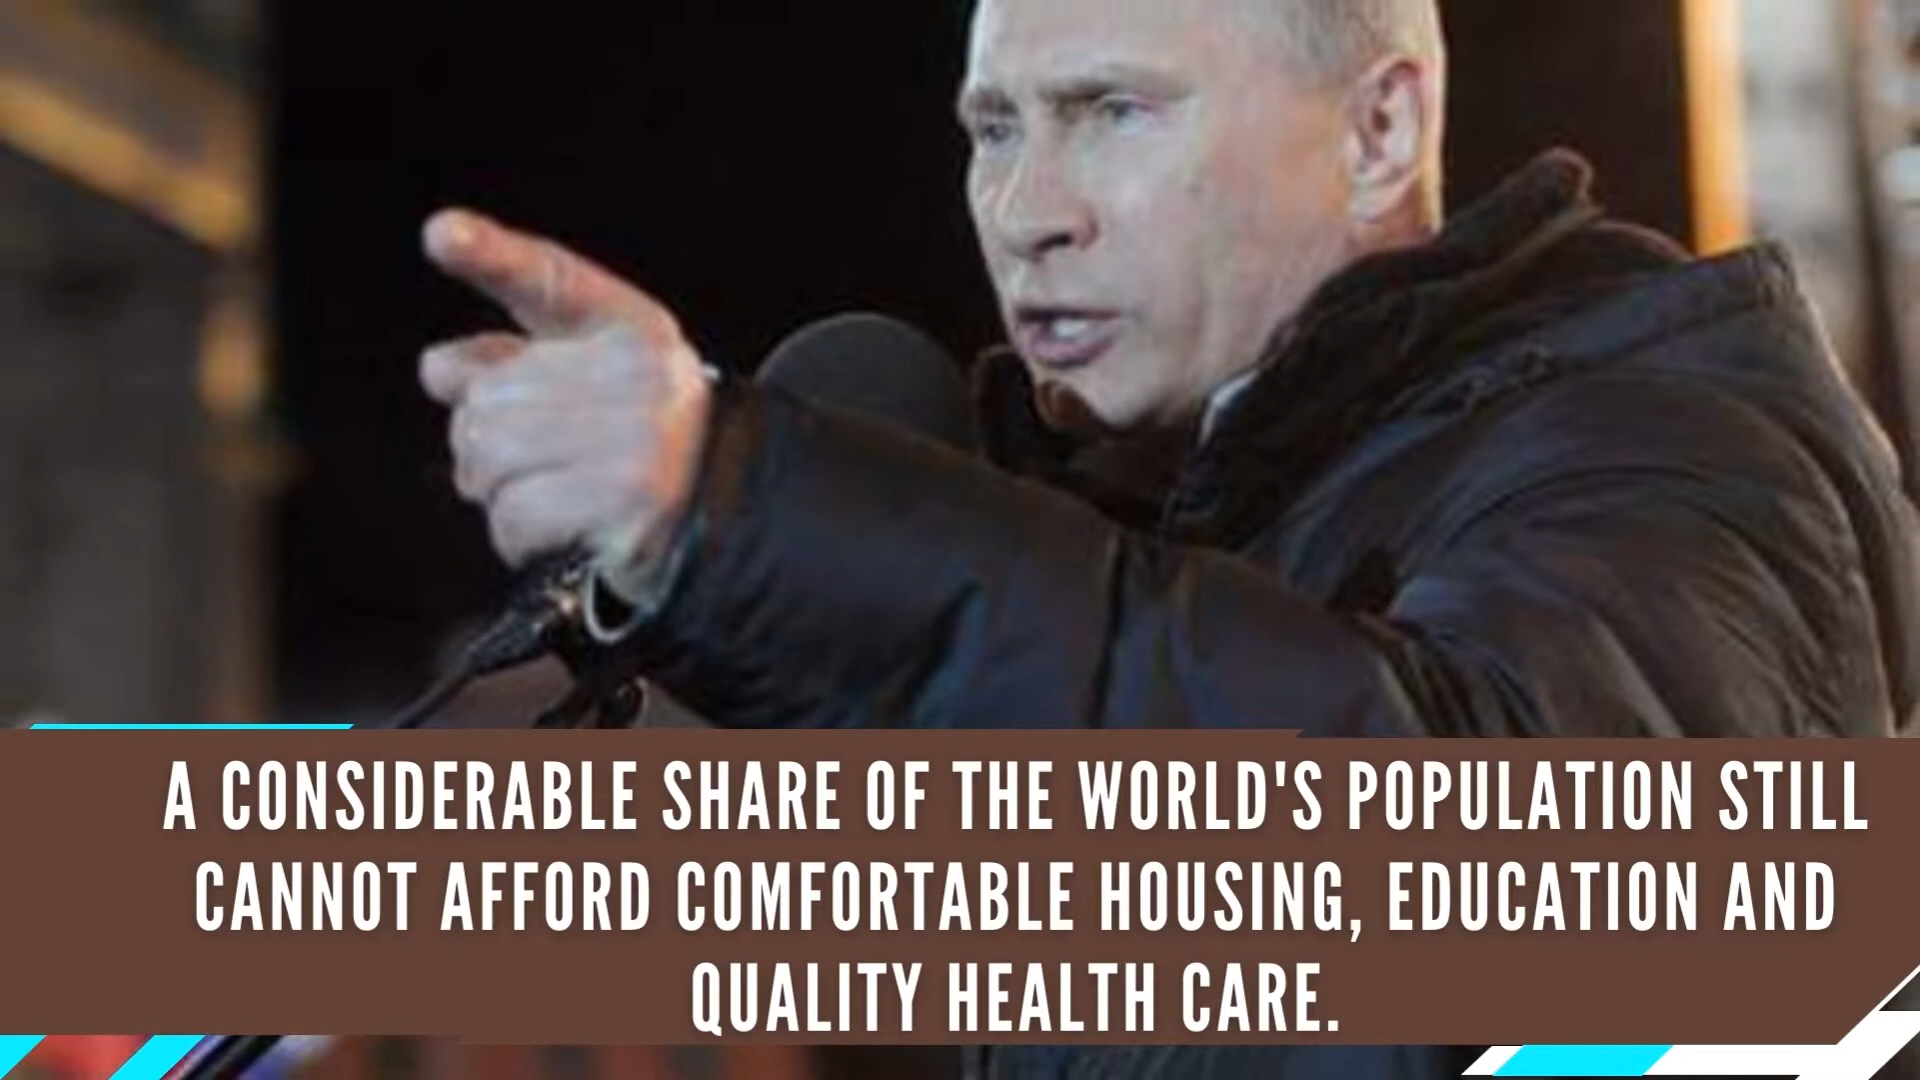 A CONSIDERABLE SHARE OF THE WORLD'S POPULATION STILL
CANNOT AFFORD COMFORTABLE HOUSING, EDUCATION AND
QUALITY HEALTH CARE.